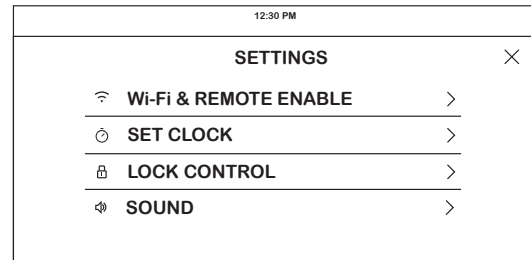 12:30 PM
SETTINGS
Wi-Fi & REMOTE ENABLE
SET CLOCK
LOCK CONTROL
SOUND